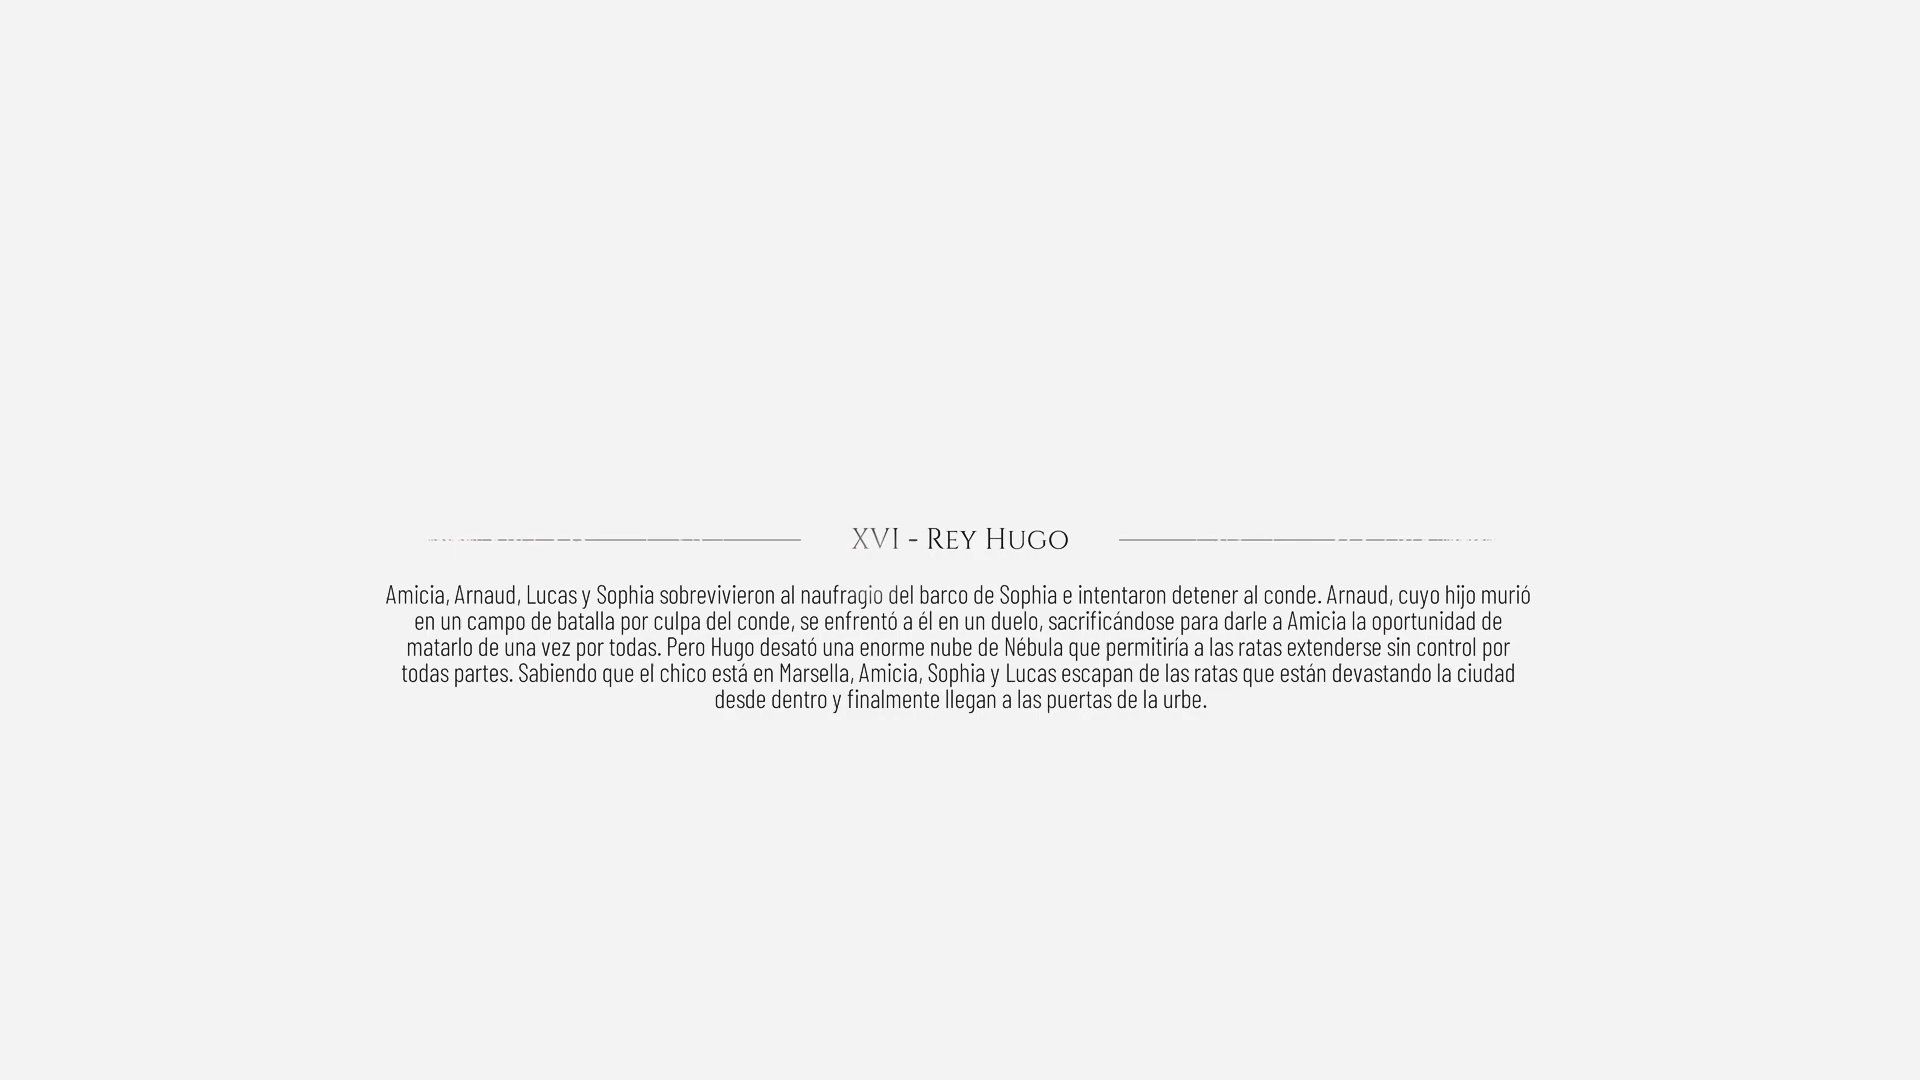 XVI - Rey Hugo
Amicia, Arnaud, Lucas y Sophia sobrevivieron al naufragio del barco de Sophia e intentaron detener al conde. Arnaud, cuyo hijo murió
en un campo de batalla por culpa del conde, se enfrentó a él en un duelo, sacrificándose para darle a Amicia la oportunidad de
matarlo de una vez por todas. Pero Hugo desató una enorme nube de Nébula que permitiría a las ratas extenderse sin control por
todas partes. Sabiendo que el chico está en Marsella, Amicia, Sophia y Lucas escapan de las ratas que están devastando la ciudad
desde dentro y finalmente llegan a las puertas de la urbe.